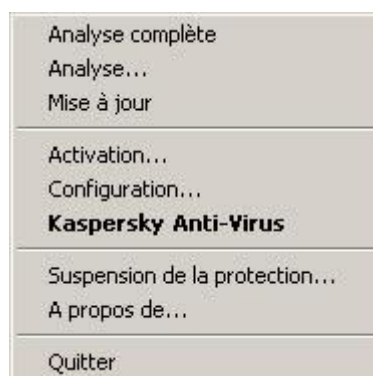 Analyse complète
Analyse...
Mise à jour
Activation...
Configuration...
Kaspersky Anti-Virus
Suspension de la protection...
A propos de...
Quitter